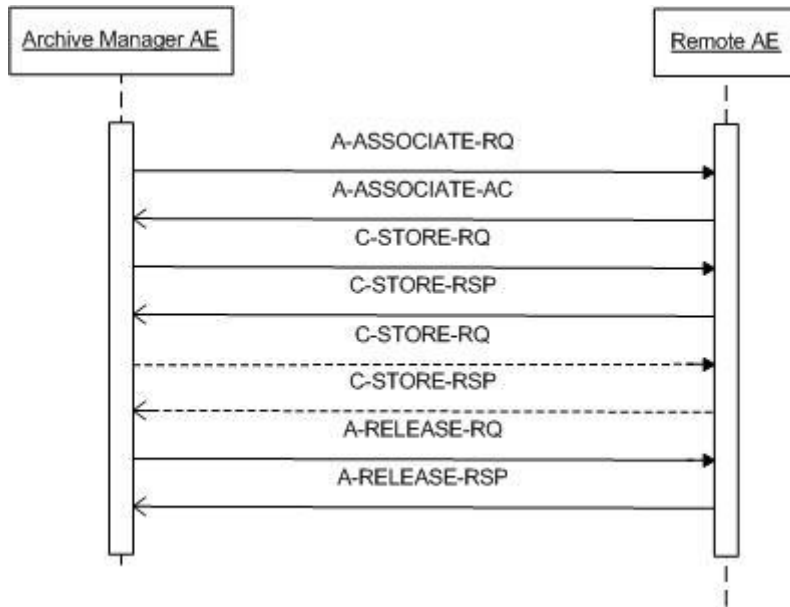 Archive Manager AE
Remote AE
A-ASSOCIATE-RQ
A-ASSOCIATE-AC
C-STORE-RQ
C-STORE-RSP
C-STORE-RQ
C-STORE-RSP
A-RELEASE-RQ
A-RELEASE-RSP